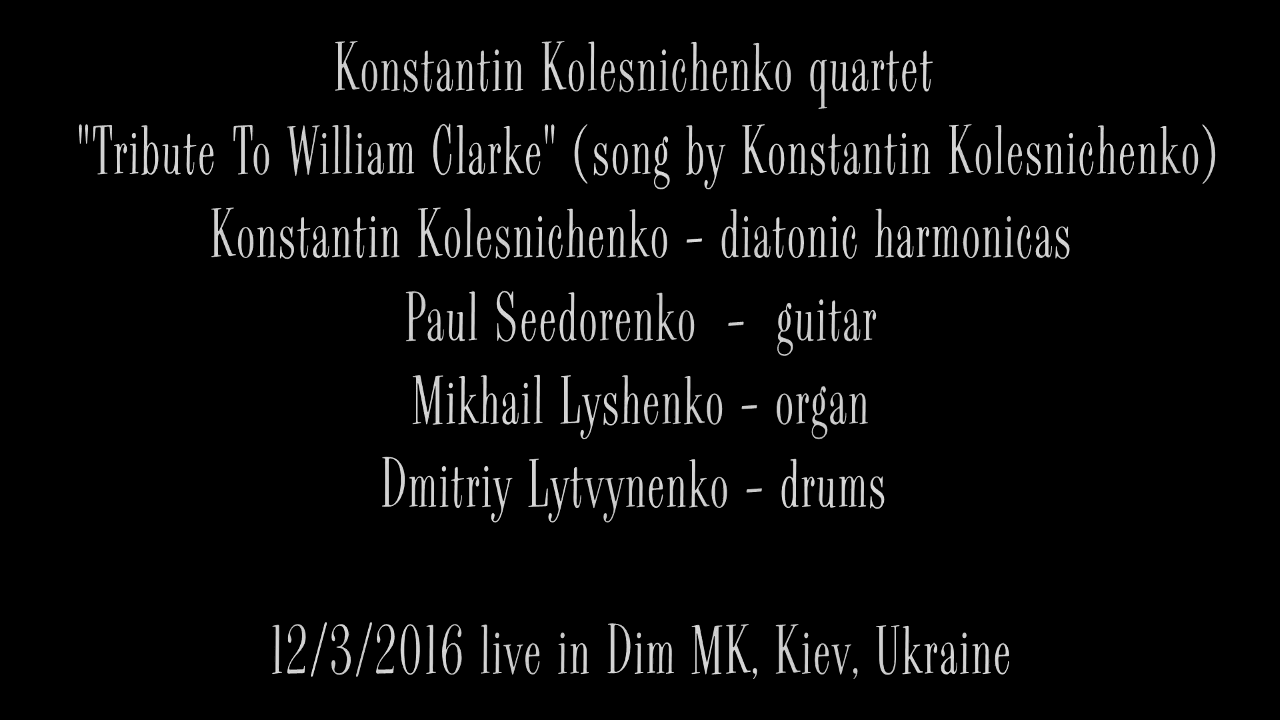 Konstantin Kolesnichenko quartet
"Tribute To William Clarke" (song by Konstantin Kolesnichenko)
Konstantin Kolesnichenko - diatonic harmonicas
Paul Seedorenko - guitar
Mikhail Lyshenko - organ
Dmitriy Lytvynenko - drums
12/3/2016 live in Dim MK, Kiev, Ukraine